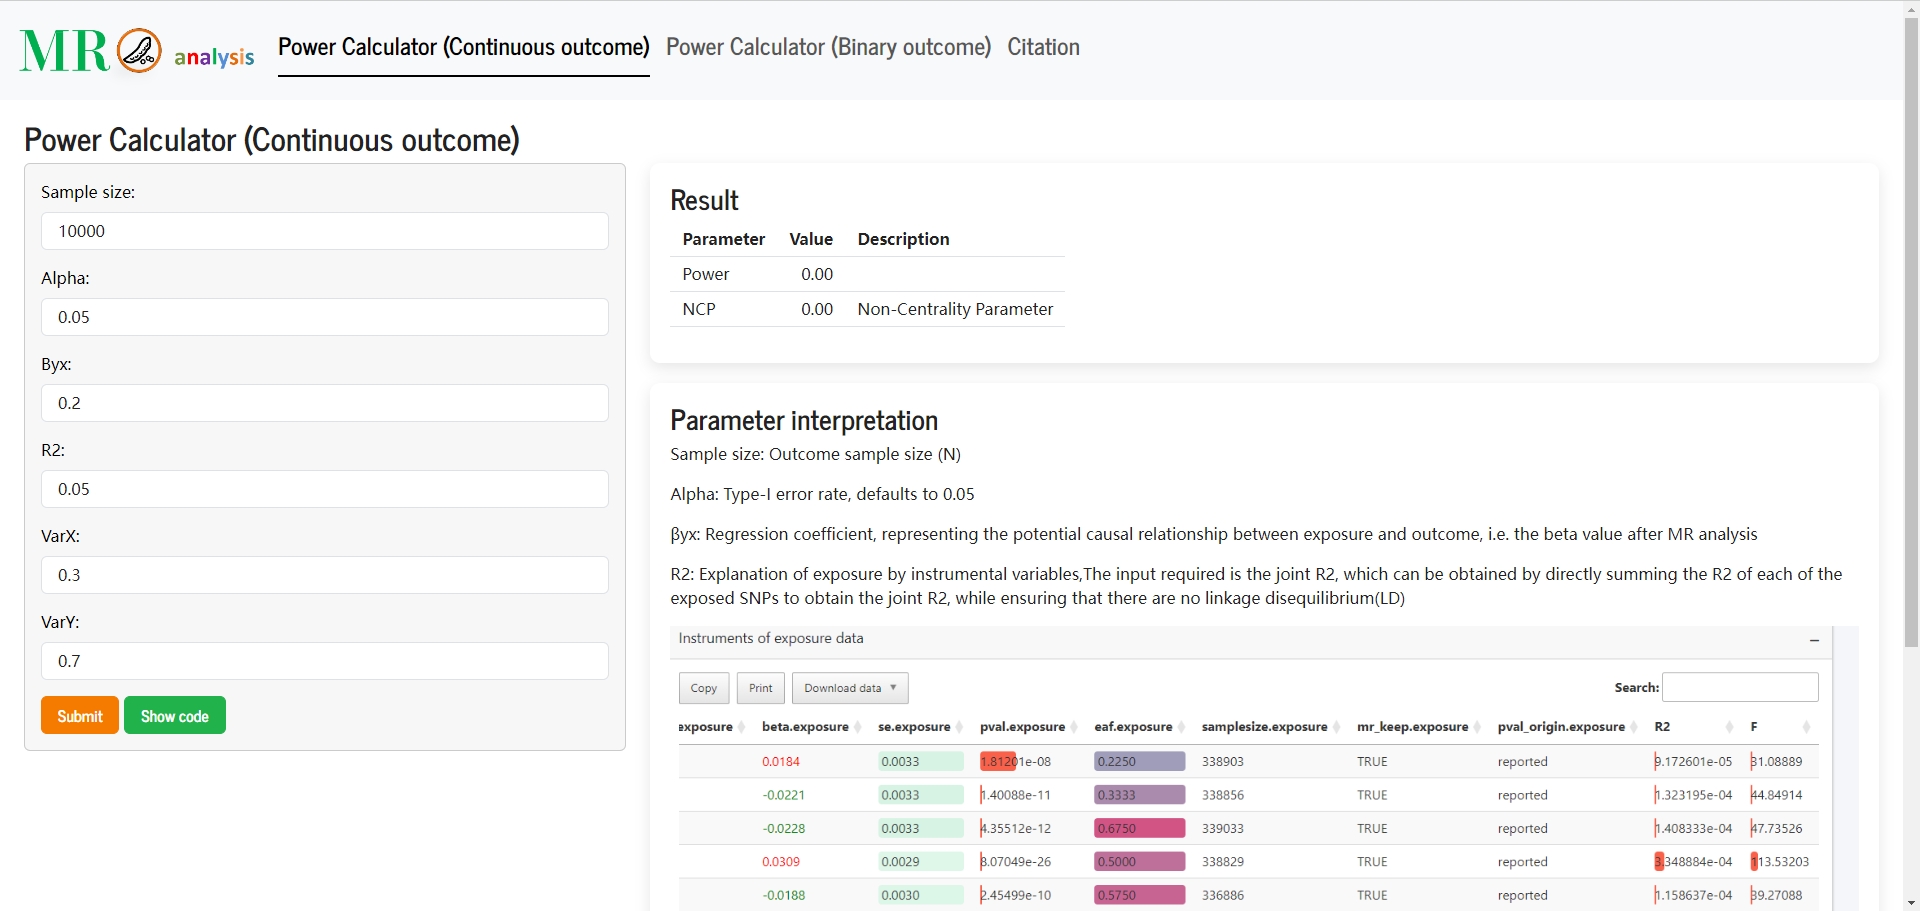 MR analysis Power Calculator (Continuous outcome) Power Calculator (Binary outcome) Citation
Power Calculator (Continuous outcome)
Sample size:
10000
Alpha:
0.05
Byx:
0.2
R2:
0.05
VarX:
0.3
VarY:
0.7
Submit Show code
Result
Parameter Value Description
Power 0.00
NCP 0.00 Non-Centrality Parameter
Parameter interpretation
Sample size: Outcome sample size (N)
Alpha: Type-I error rate, defaults to 0.05
βyx: Regression coefficient, representing the potential causal relationship between exposure and outcome, i.e. the beta value after MR analysis
R2: Explanation of exposure by instrumental variables,The input required is the joint R2, which can be obtained by directly summing the R2 of each of the
exposed SNPs to obtain the joint R2, while ensuring that there are no linkage disequilibrium(LD)
Instruments of exposure data
Copy Print Download data Search:
exposure beta.exposure se.exposure pval.exposure eaf.exposure samplesize.exposure mr_keep.exposure pval_origin.exposure R2 F
0.0184 0.0033 1.81201e-08 0.2250 338903 TRUE reported 9.172601e-05 31.08889
-0.0221 0.0033 1.40088e-11 0.3333 338856 TRUE reported 1.323195e-04 44.84914
-0.0228 0.0033 4.35512e-12 0.6750 339033 TRUE reported 1.408333e-04 47.73526
0.0309 0.0029 8.07049e-26 0.5000 338829 TRUE reported 3.348884e-04 113.53203
-0.0188 0.0030 2.45499e-10 0.5750 336886 TRUE reported 1.158637e-04 39.27088